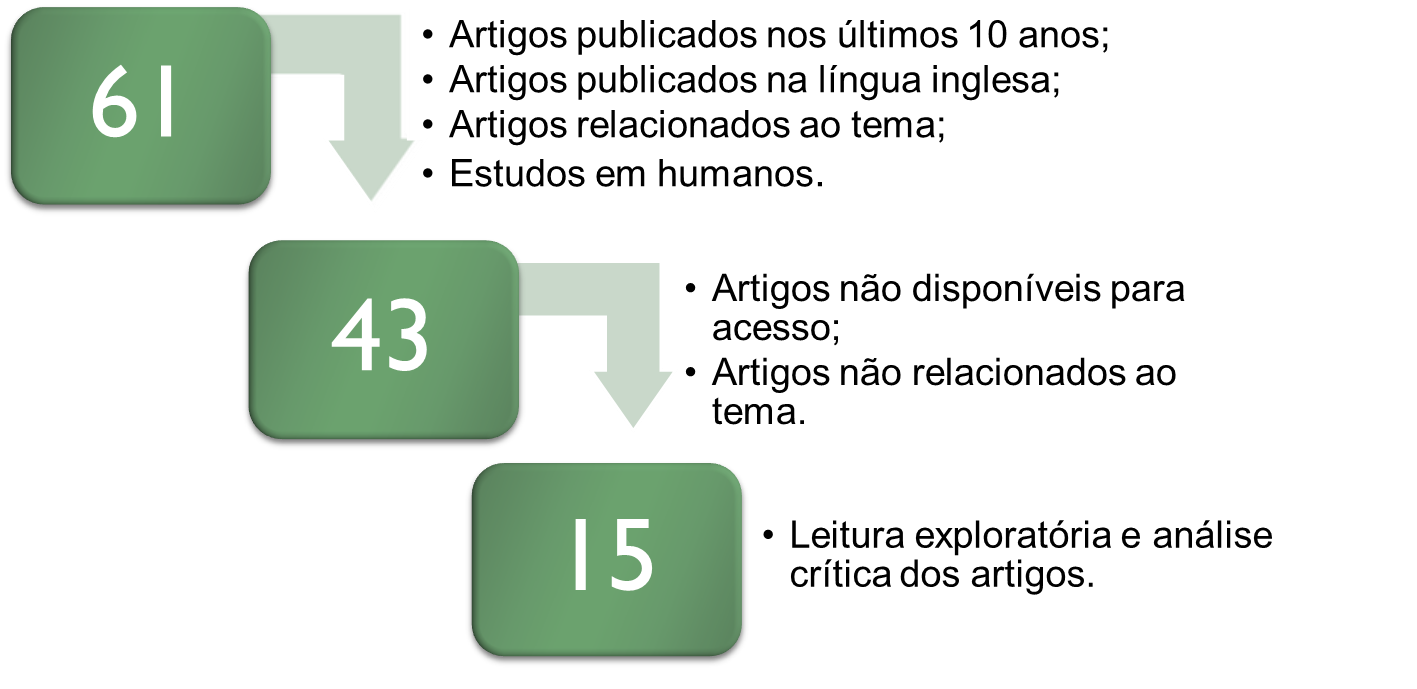 61
• Artigos publicados nos últimos 10 anos;
• Artigos publicados na língua inglesa;
• Artigos relacionados ao tema;
• Estudos em humanos.
43
• Artigos não disponíveis para
acesso;
• Artigos não relacionados ao
tema.
15
• Leitura exploratória e análise
crítica dos artigos.